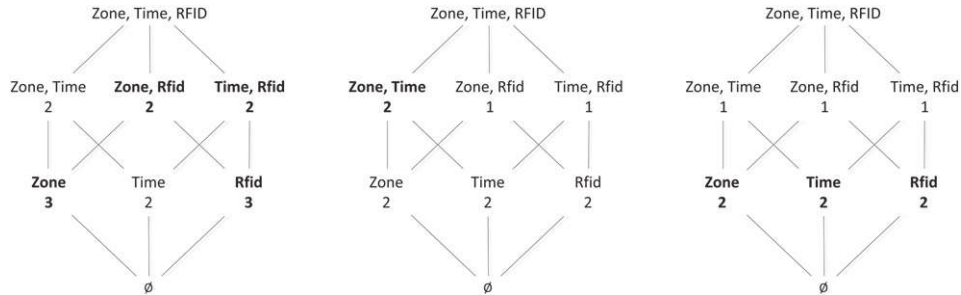 Zone, Time, RFID
Zone, Time, RFID
Zone, Time, RFID
Zone, Time
2
Zone, Rfid
2
Time, Rfid
2
Zone, Time
2
Zone, Rfid
1
Time, Rfid
1
Zone, Time
1
Zone, Rfid
1
Time, Rfid
1
Zone
3
Time
2
Rfid
3
Zone
2
Time
2
Rfid
2
Zone
2
Time
2
Rfid
2
ø
ø
ø